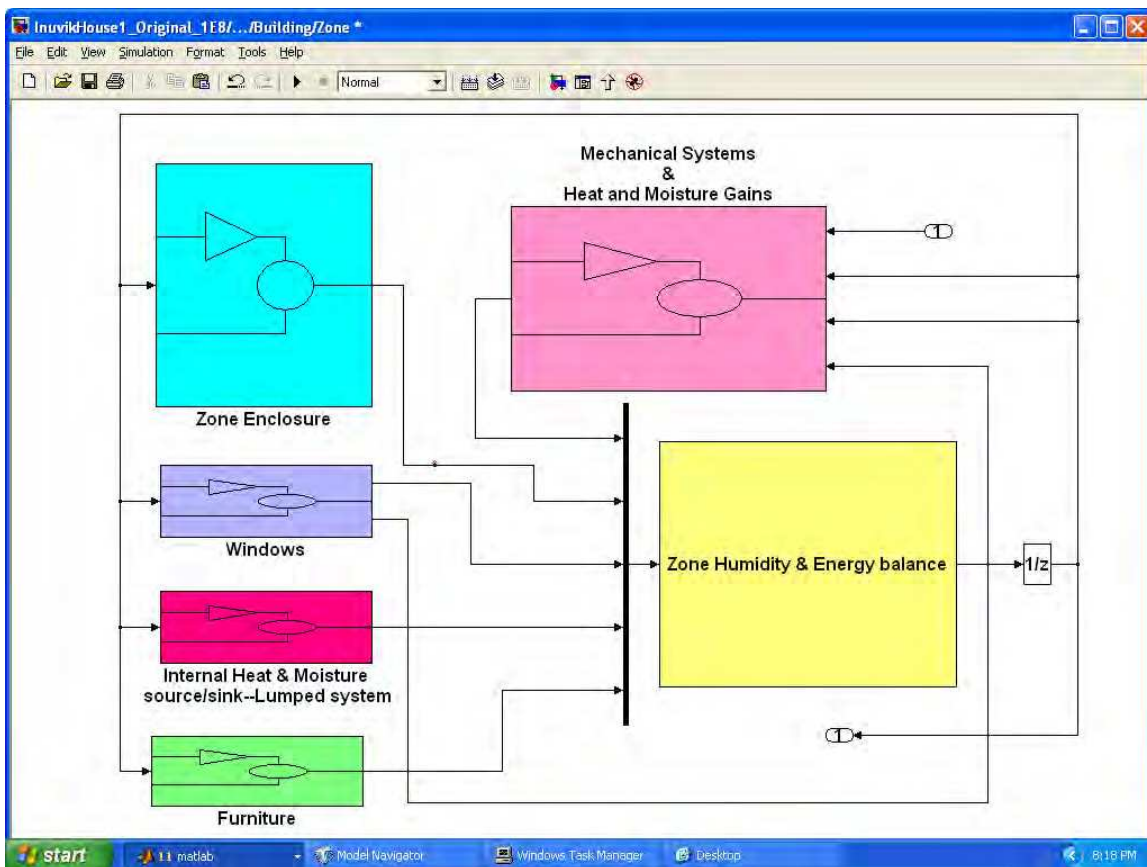 InuvikHouse1_Original_1E8/.../Building/Zone *
File Edit View Simulation Format Tools Help
Normal
Mechanical Systems
&
Heat and Moisture Gains
1
Zone Enclosure
Windows
Zone Humidity & Energy balance
1/z
Internal Heat & Moisture
source/sink--Lumped system
1
Furniture
start
11 matlab
Model Navigator
Windows Task Manager
Desktop
8:18 PM